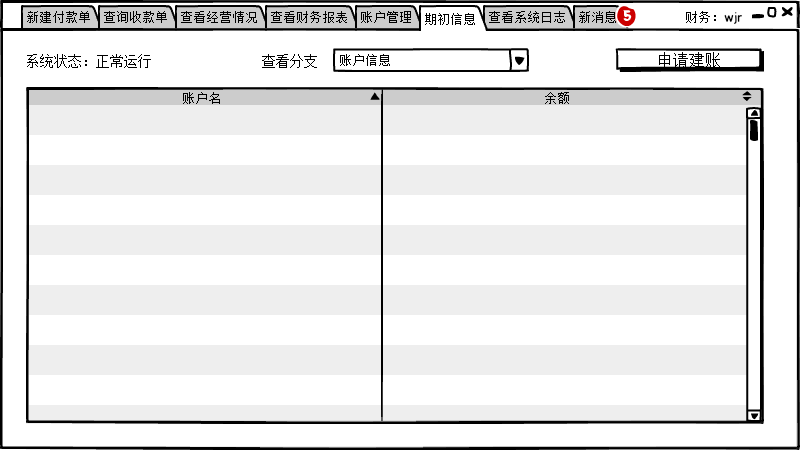 新建付款单 查询收款单 查看经营情况 查看财务报表 账户管理 期初信息 查看系统日志 新消息 5 财务：wjr
系统状态：正常运行 查看分支 账户信息 申请建账
账户名 余额